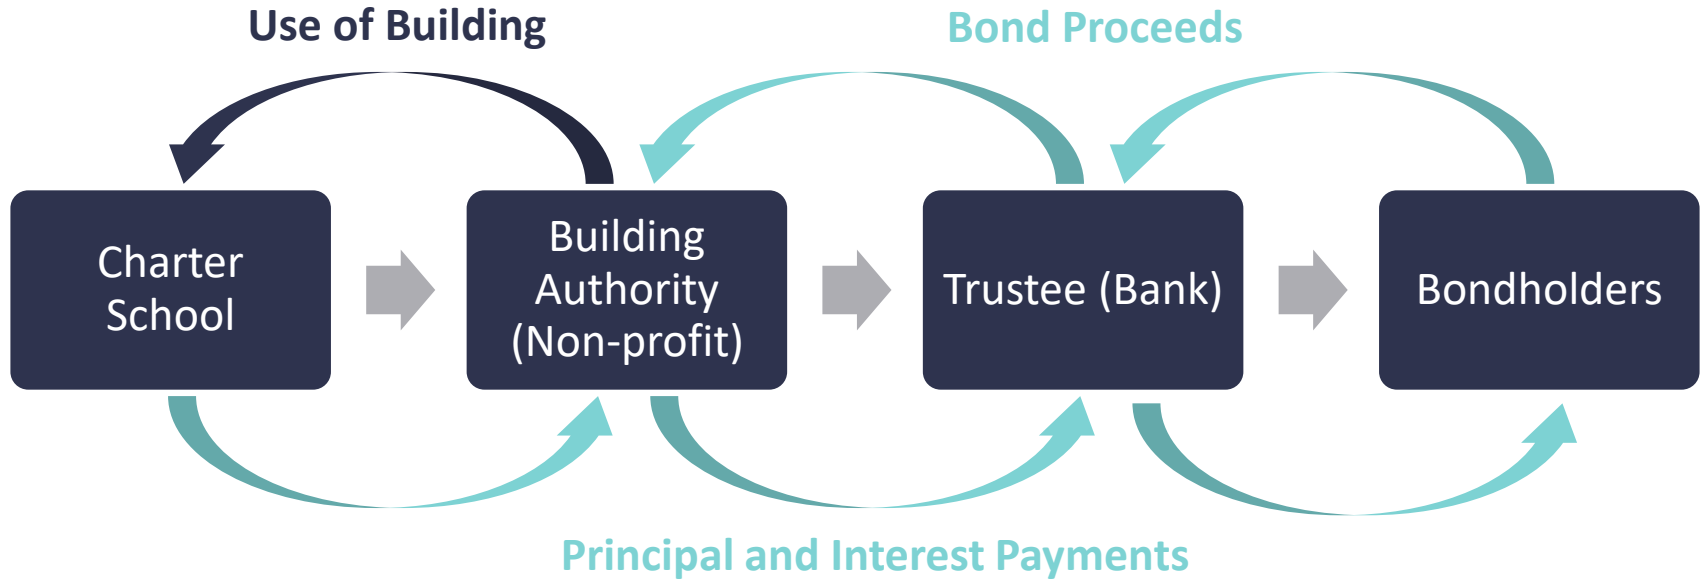 Use of Building
Bond Proceeds
Charter
School
Building
Authority
(Non-profit)
Trustee (Bank)
Bondholders
Principal and Interest Payments